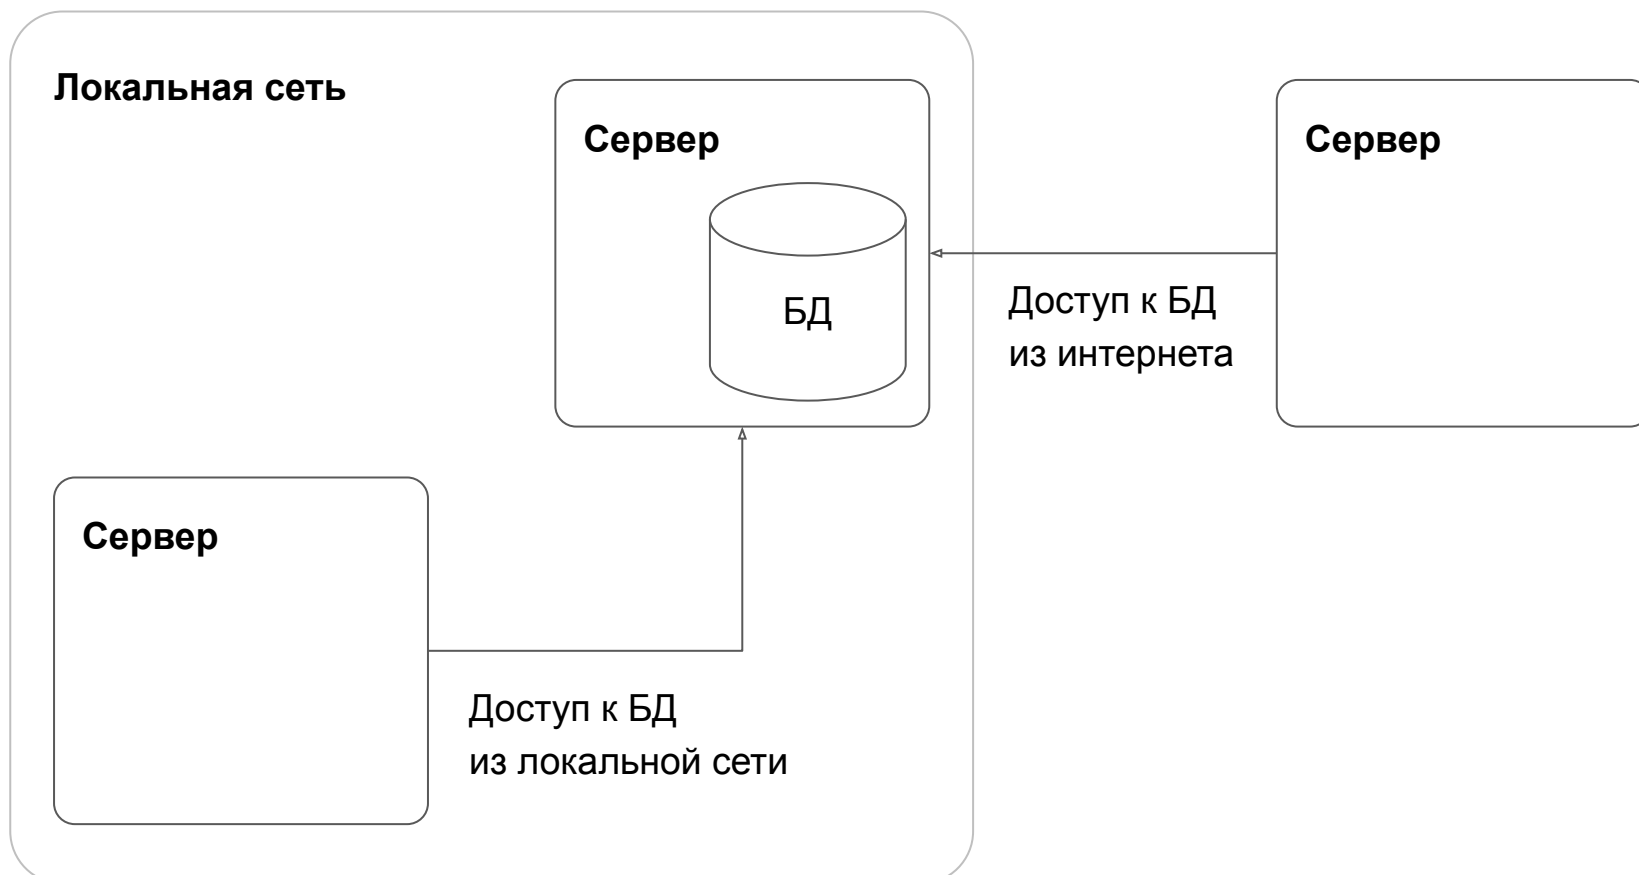 Локальная сеть
Сервер
БД
Сервер
Доступ к БД
из интернета
Сервер
Доступ к БД
из локальной сети